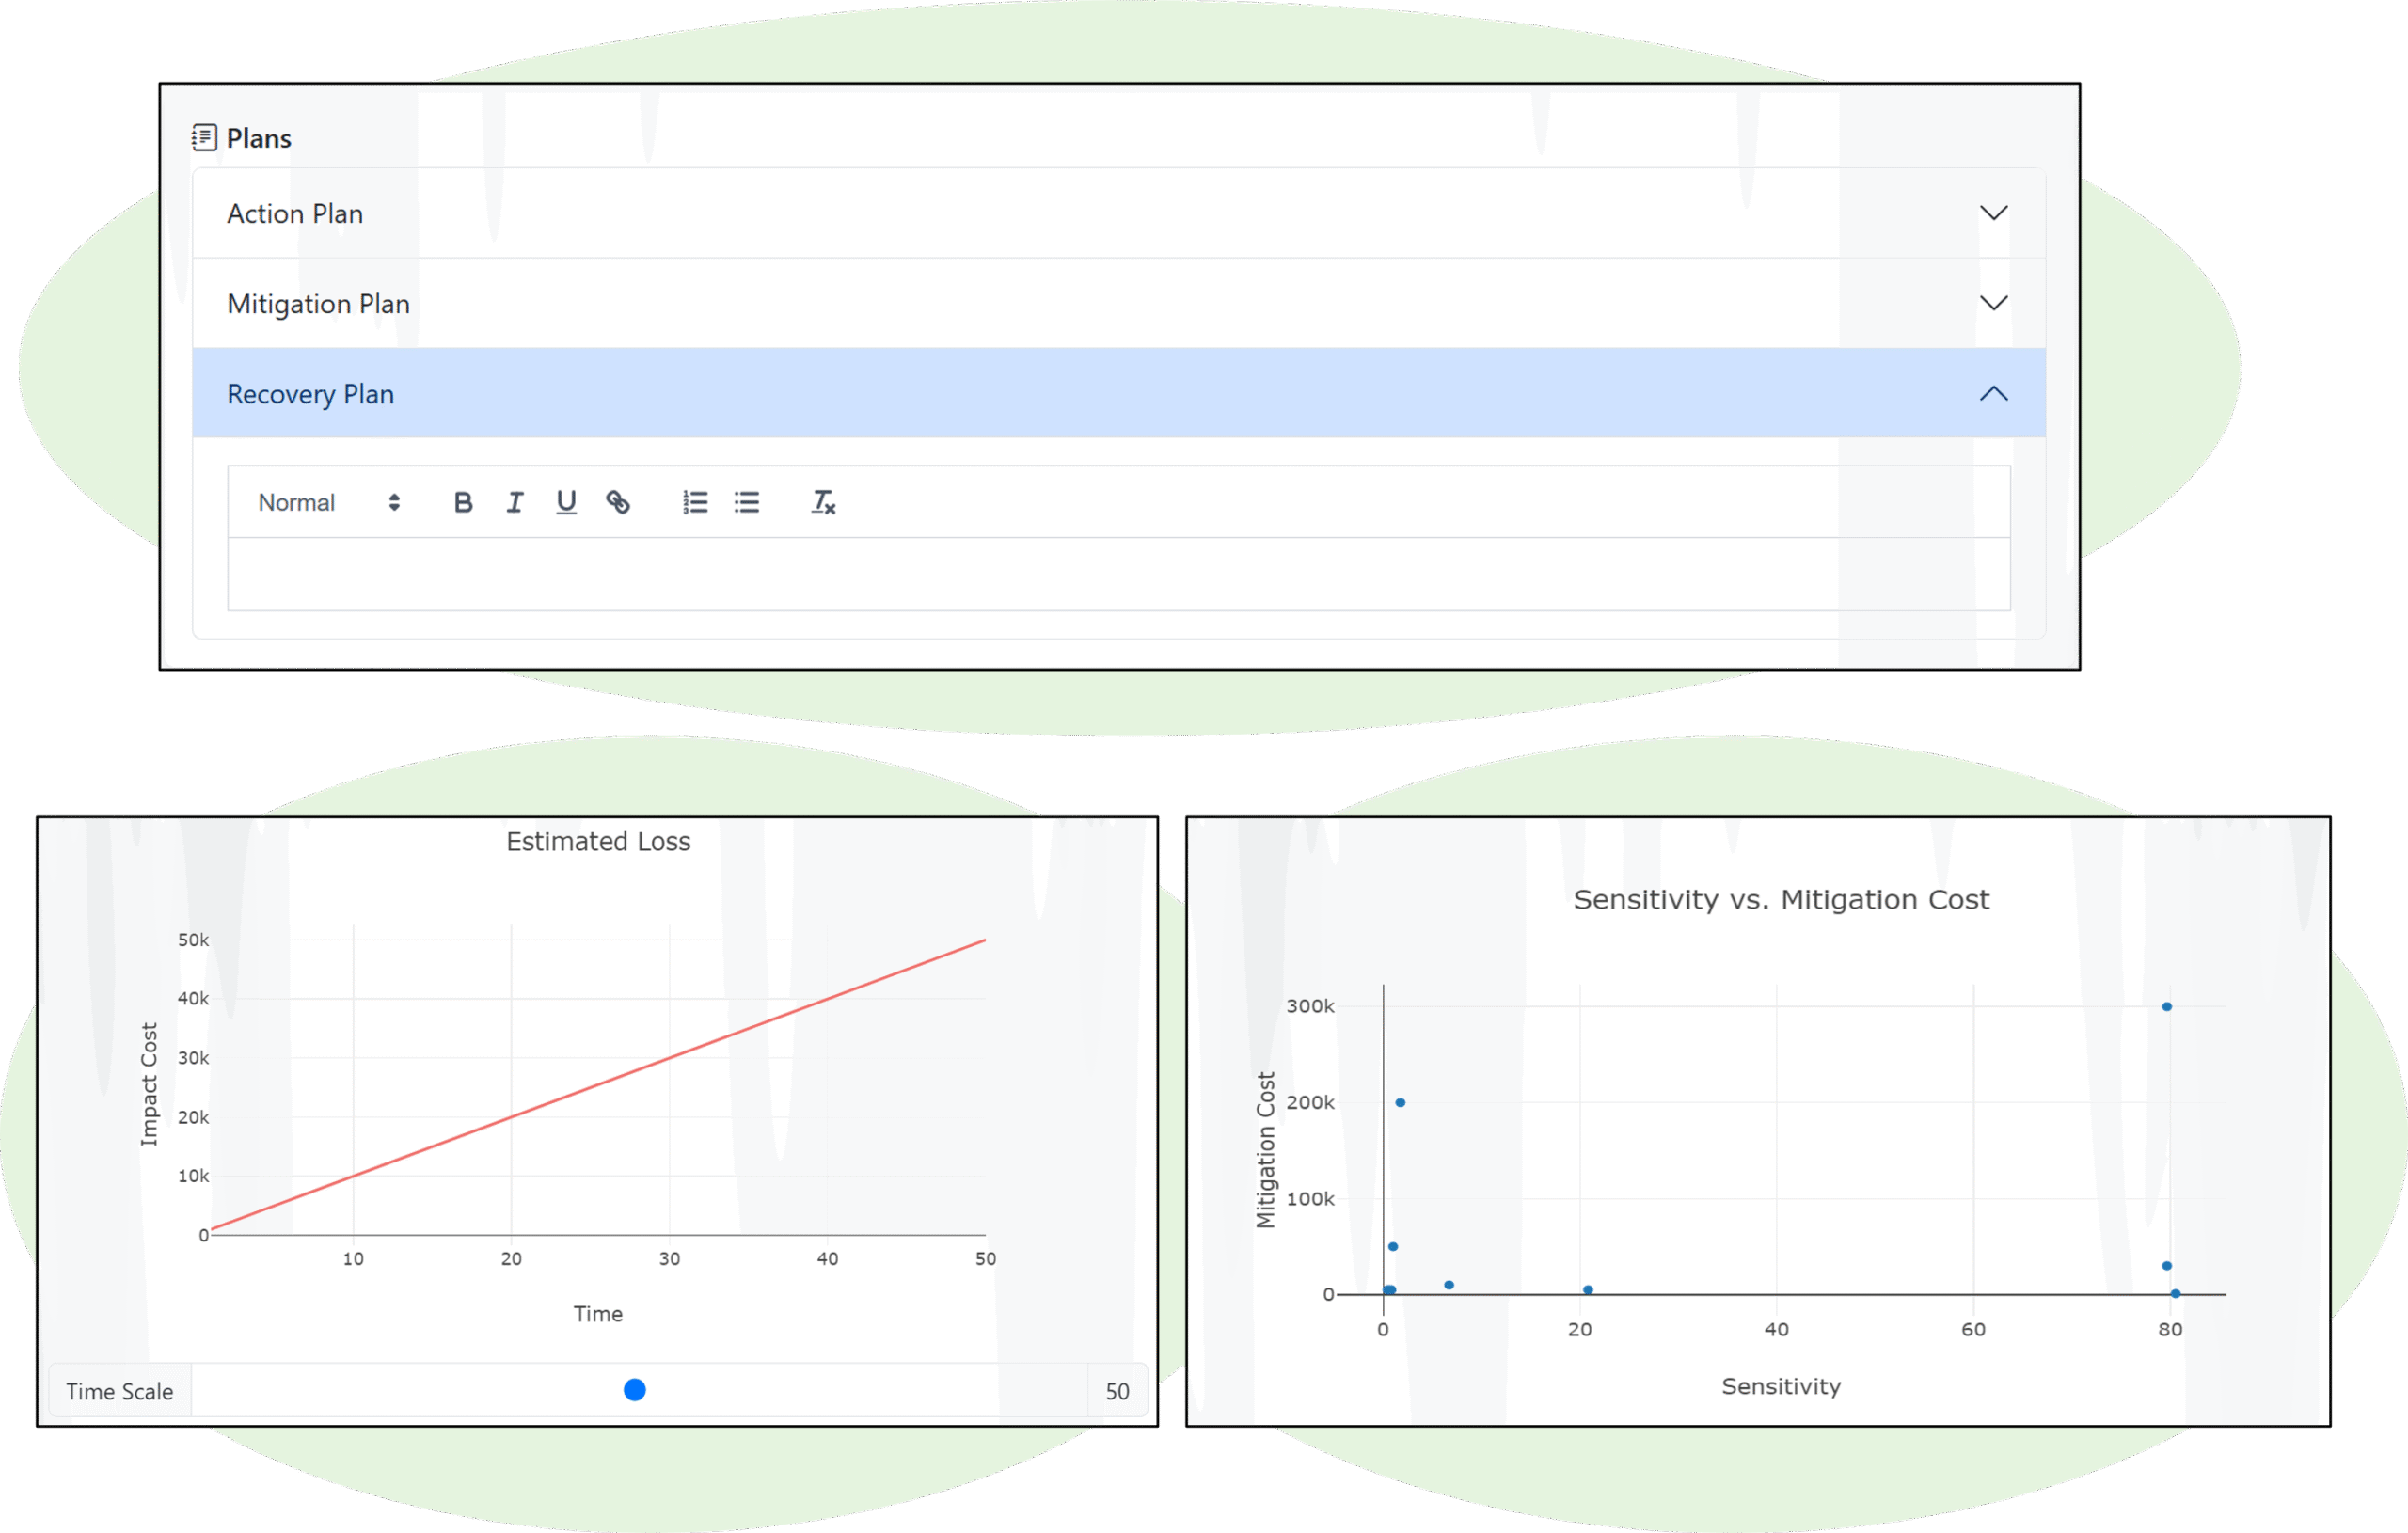 Plans
Action Plan
Mitigation Plan
Recovery Plan
Normal
Estimated Loss
50k
40k
30k
20k
10k
0
Impact Cost
10 20 30 40 50
Time
Time Scale 50
Sensitivity vs. Mitigation Cost
300k
200k
100k
0
Mitigation Cost
0 20 40 60 80
Sensitivity